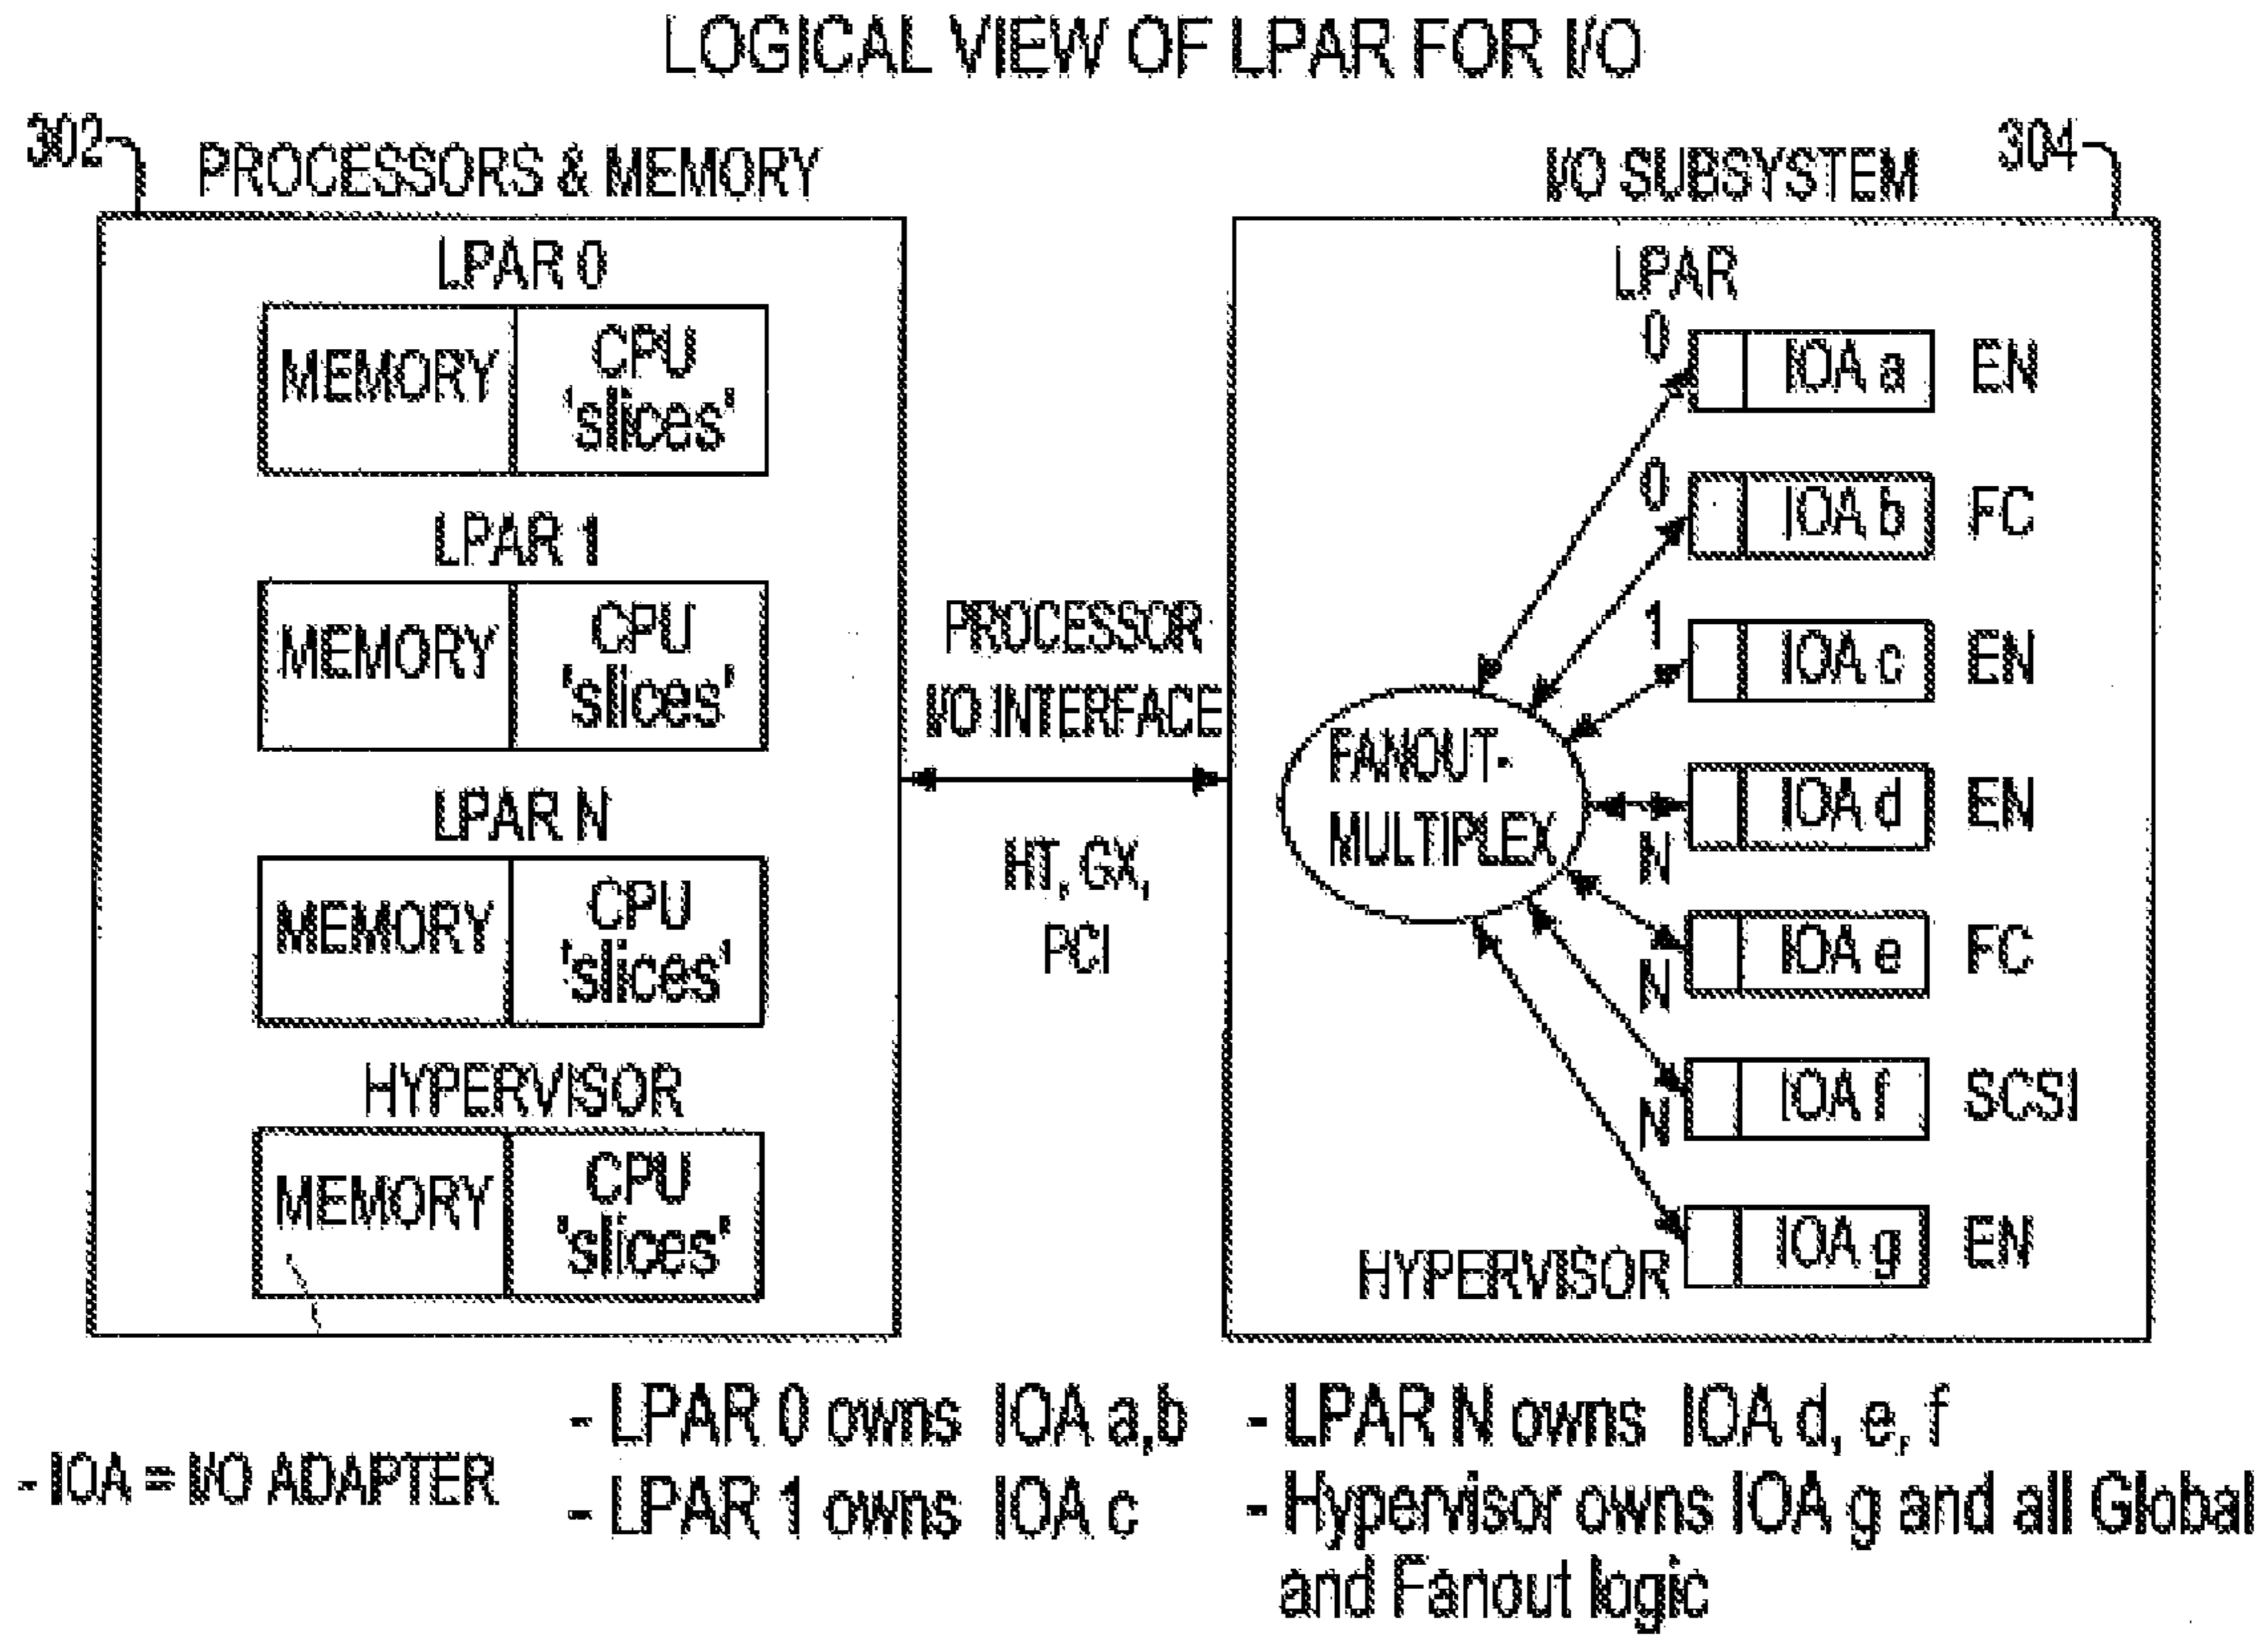 LOGICAL VIEW OF LPAR FOR I/O
302
PROCESSORS & MEMORY
LPAR 0
MEMORY
CPU
'slices'
LPAR 1
MEMORY
CPU
'slices'
LPAR N
MEMORY
CPU
'slices'
HYPERVISOR
MEMORY
CPU
'slices'
PROCESSOR
I/O INTERFACE
HT, GX,
PCI
I/O SUBSYSTEM
304
LPAR
0
IOA a
EN
0
IOA b
FC
1
IOA c
EN
FANOUT-
MULTIPLEX
IOA d
EN
N
IOA e
FC
N
IOA f
SCSI
N
IOA g
EN
HYPERVISOR
- IOA = I/O ADAPTER
- LPAR 0 owns IOA a,b
- LPAR 1 owns IOA c
- LPAR N owns IOA d, e, f
- Hypervisor owns IOA g and all Global
and Fanout logic